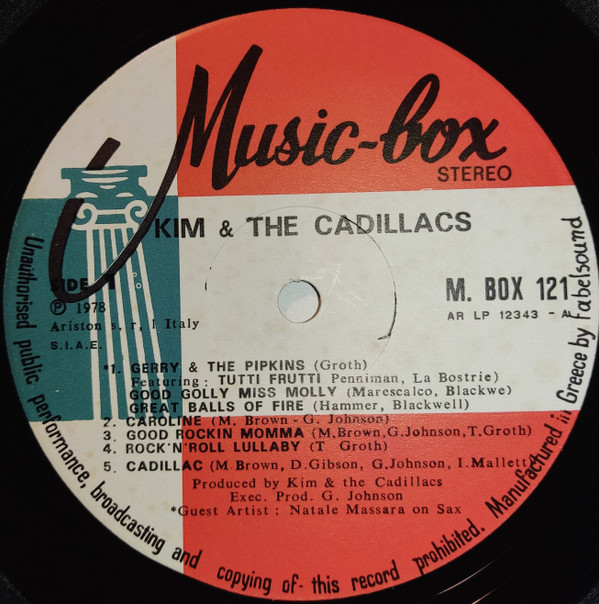 Music-box
STEREO
KIM & THE CADILLACS
SIDE 1
Ⓟ 1978
Ariston s, r, l Italy
S.I.A.E.
M. BOX 121
AR LP 12343 - A
*1. GERRY & THE PIPKINS (Groth)
Featuring: TUTTI FRUTTI Penniman, La Bostrie)
GOOD GOLLY MISS MOLLY (Marescalco, Blackwe)
GREAT BALLS OF FIRE (Hammer, Blackwell)
2. CAROLINE (M. Brown - G. Johnson)
3. GOOD ROCKIN MOMMA (M.Brown,G.Johnson,T.Groth)
4. ROCK'N'ROLL LULLABY (T Groth)
5. CADILLAC (M Brown, D.Gibson, G.Johnson, I.Mallett)
Produced by Kim & the Cadillacs
Exec. Prod. G. Johnson
*Guest Artist : Natale Massara on Sax
Unauthorised public performance, broadcasting and copying of- this record prohibited. Manufactured in Greece by fabelsound